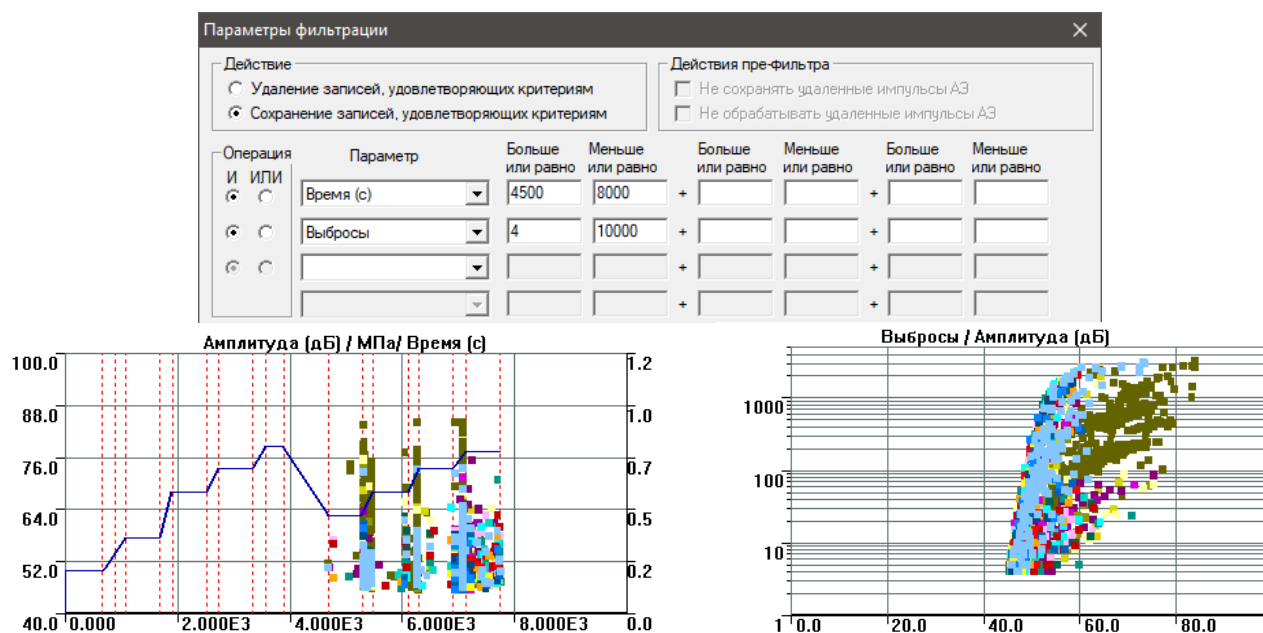 Параметры фильтрации
Действие
Удаление записей, удовлетворяющих критериям
Сохранение записей, удовлетворяющих критериям
Действия пре-фильтра
Не сохранять удаленные импульсы АЭ
Не обрабатывать удаленные импульсы АЭ
Операция
И ИЛИ
Параметр
Больше или равно
Меньше или равно
Больше или равно
Меньше или равно
Больше или равно
Меньше или равно
Время (с) 4500 8000 + +
Выбросы 4 10000 + +
+ +
+ +
Амплитуда (дБ) / МПа/ Время (с)
100.0 1.2
88.0 1.0
76.0 0.7
64.0 0.5
52.0 0.2
40.0 0.000 2.000E3 4.000E3 6.000E3 8.000E3 0.0
Выбросы / Амплитуда (дБ)
1000
100
10
1 0.0 20.0 40.0 60.0 80.0